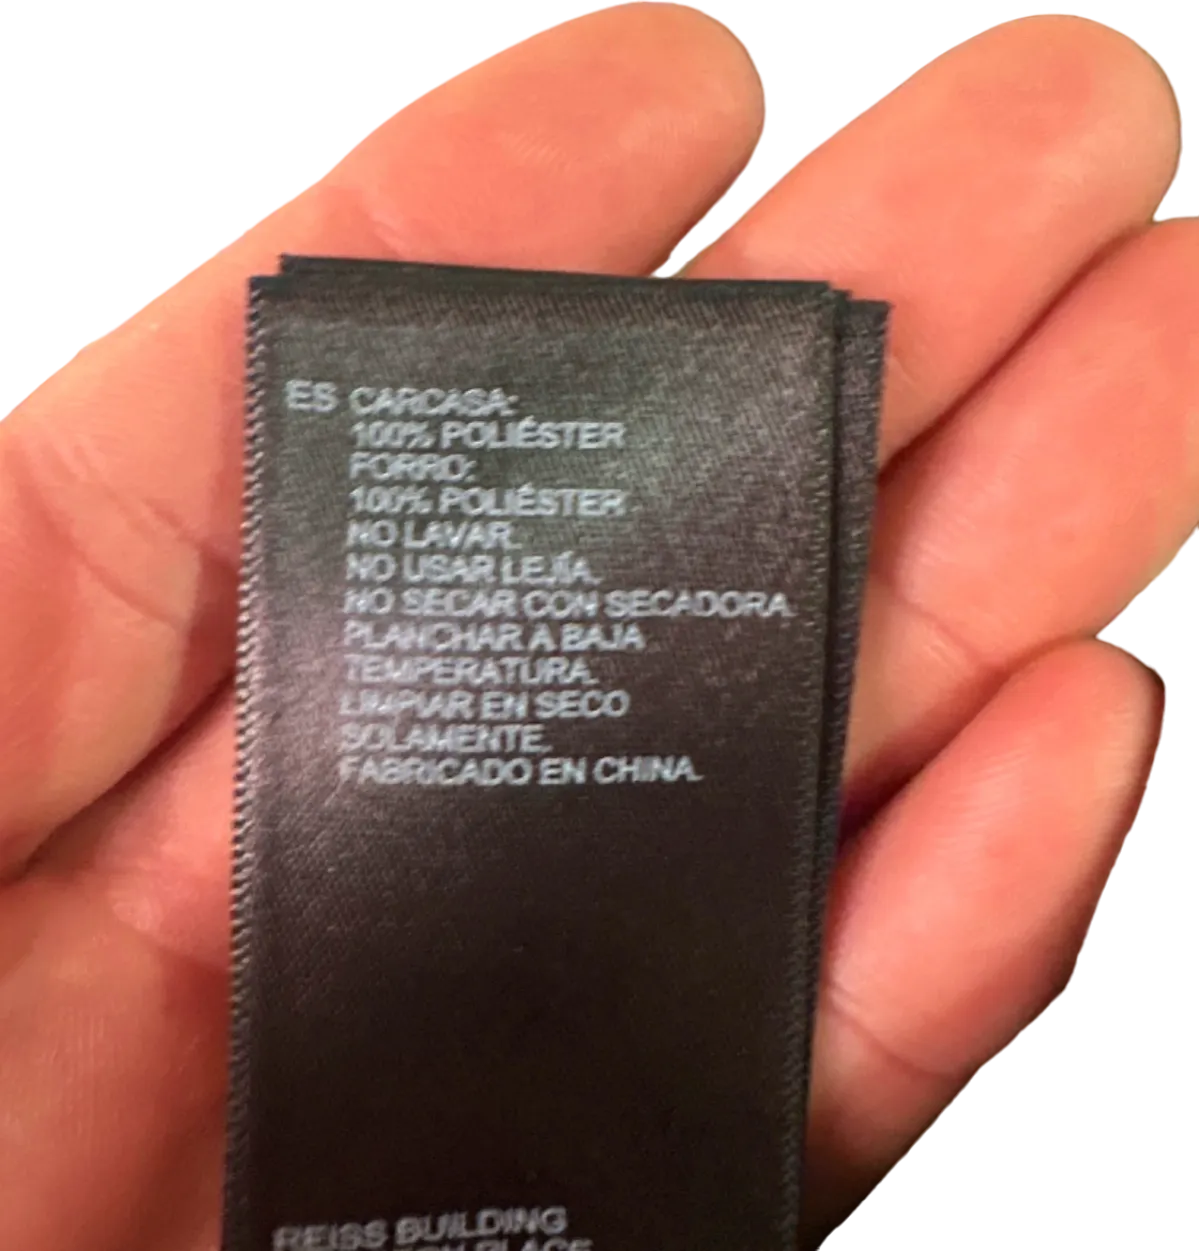 ES CARCASA:
100% POLIÉSTER
FORRO:
100% POLIÉSTER
NO LAVAR.
NO USAR LEJÍA.
NO SECAR CON SECADORA.
PLANCHAR A BAJA
TEMPERATURA.
LIMPIAR EN SECO
SOLAMENTE.
FABRICADO EN CHINA.
REISS BUILDING
PLACE